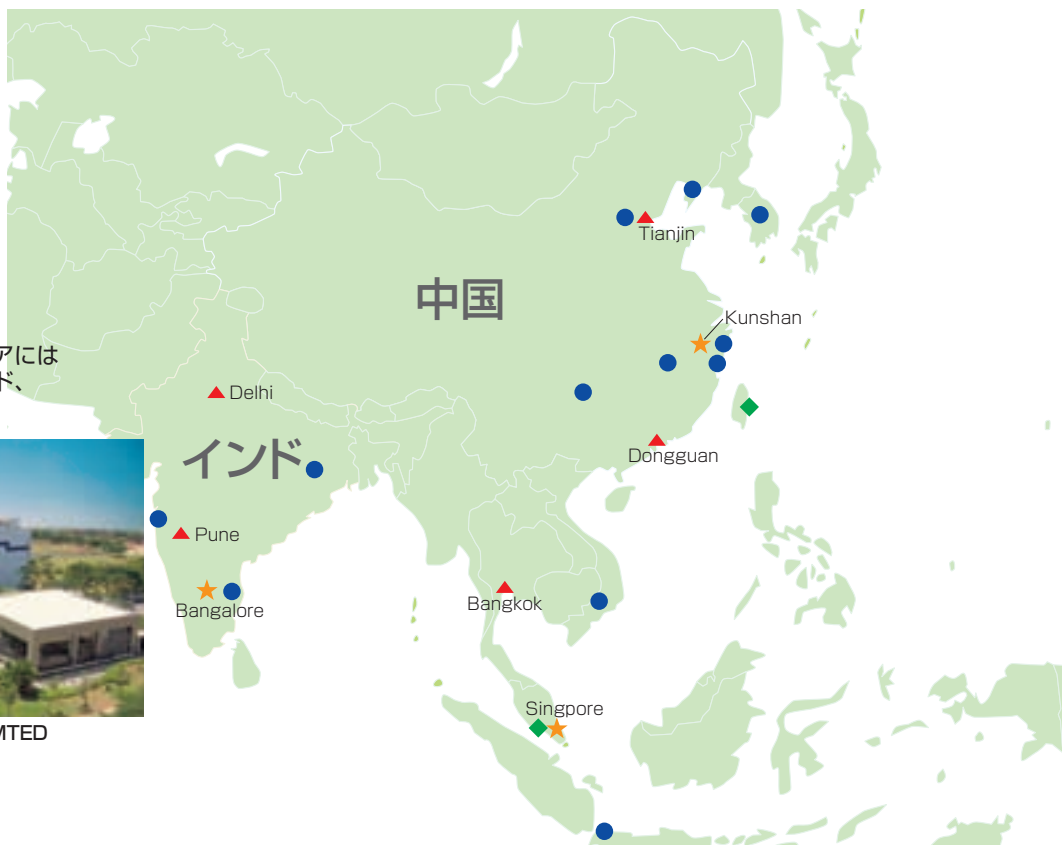 中国
インド
Tianjin
Kunshan
Delhi
Dongguan
Pune
Bangalore
Bangkok
Singpore
アには
ド、
MTED